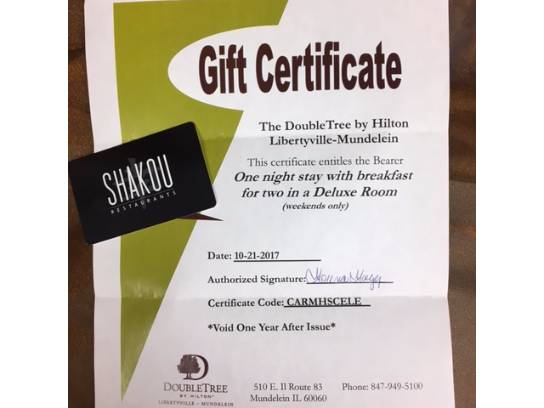 Gift Certificate
The DoubleTree by Hilton
Libertyville-Mundelein
This certificate entitles the Bearer
One night stay with breakfast
for two in a Deluxe Room
(weekends only)
SHAKOU
RESTAURANTS
Date: 10-21-2017
Authorized Signature:
Certificate Code: CARMHSCELE
*Void One Year After Issue*
D
DOUBLETREE
BY HILTON™
LIBERTYVILLE - MUNDELEIN
510 E. Il Route 83
Mundelein IL 60060
Phone: 847-949-5100